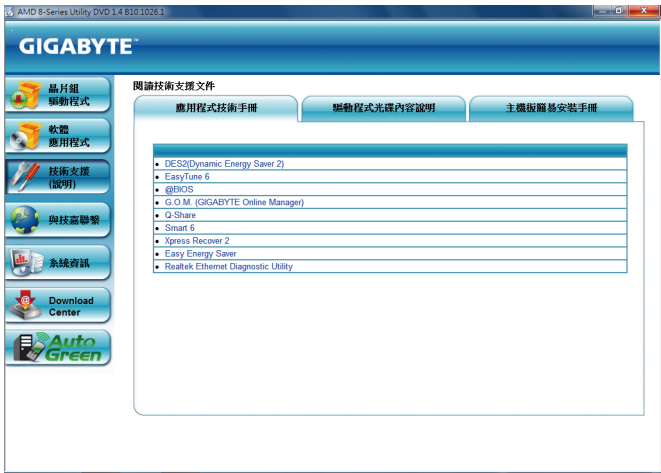 AMD 8-Series Utility DVD 1.4 B10.1026.1
GIGABYTE™
晶片組
驅動程式
軟體
應用程式
技術支援
(說明)
與技嘉聯繫
系統資訊
Download
Center
Auto
Green
閱讀技術支援文件
應用程式技術手冊
驅動程式光碟內容說明
主機板簡易安裝手冊
• DES2(Dynamic Energy Saver 2)
• EasyTune 6
• @BIOS
• G.O.M. (GIGABYTE Online Manager)
• Q-Share
• Smart 6
• Xpress Recover 2
• Easy Energy Saver
• Realtek Ethernet Diagnostic Utility